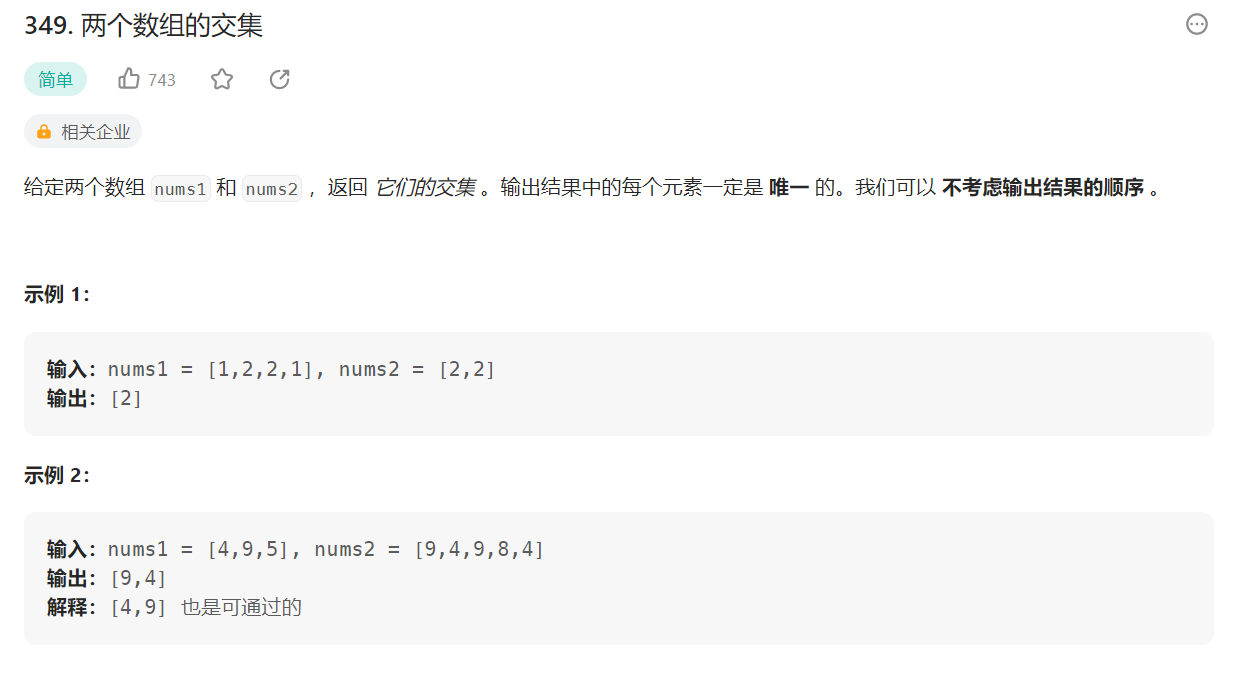 349. 两个数组的交集
简单 743
相关企业
给定两个数组 nums1 和 nums2 ，返回 它们的交集 。输出结果中的每个元素一定是 唯一 的。我们可以 不考虑输出结果的顺序 。
示例 1：
输入：nums1 = [1,2,2,1], nums2 = [2,2]
输出：[2]
示例 2：
输入：nums1 = [4,9,5], nums2 = [9,4,9,8,4]
输出：[9,4]
解释：[4,9] 也是可通过的